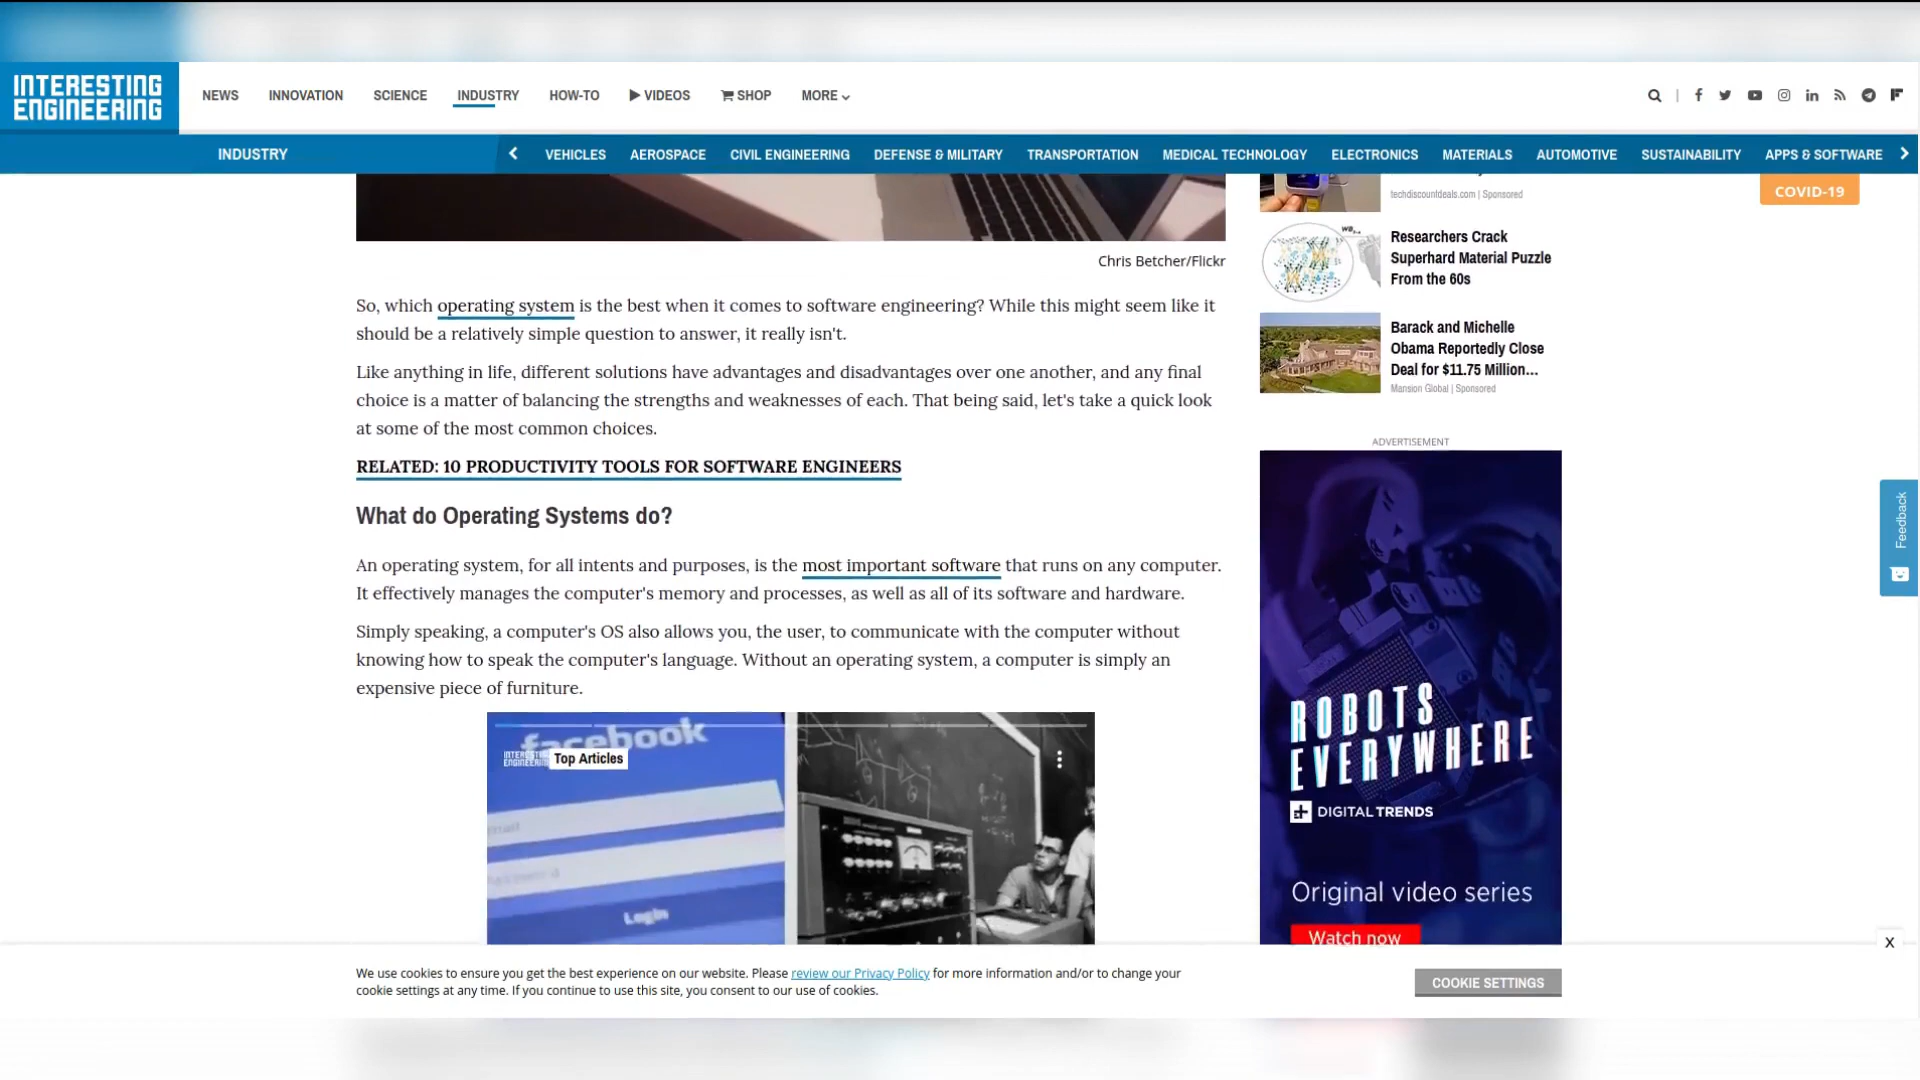 INTERESTING
ENGINEERING
NEWS INNOVATION SCIENCE INDUSTRY HOW-TO VIDEOS SHOP MORE
INDUSTRY
VEHICLES AEROSPACE CIVIL ENGINEERING DEFENSE & MILITARY TRANSPORTATION MEDICAL TECHNOLOGY ELECTRONICS MATERIALS AUTOMOTIVE SUSTAINABILITY APPS & SOFTWARE
COVID-19
Chris Betcher/Flickr
So, which operating system is the best when it comes to software engineering? While this might seem like it
should be a relatively simple question to answer, it really isn't.
Like anything in life, different solutions have advantages and disadvantages over one another, and any final
choice is a matter of balancing the strengths and weaknesses of each. That being said, let's take a quick look
at some of the most common choices.
RELATED: 10 PRODUCTIVITY TOOLS FOR SOFTWARE ENGINEERS
What do Operating Systems do?
An operating system, for all intents and purposes, is the most important software that runs on any computer.
It effectively manages the computer's memory and processes, as well as all of its software and hardware.
Simply speaking, a computer's OS also allows you, the user, to communicate with the computer without
knowing how to speak the computer's language. Without an operating system, a computer is simply an
expensive piece of furniture.
facebook
INTERESTING
ENGINEERING
Top Articles
Login
techdiscountdeals.com | Sponsored
Researchers Crack
Superhard Material Puzzle
From the 60s
Barack and Michelle
Obama Reportedly Close
Deal for $11.75 Million...
Mansion Global | Sponsored
ADVERTISEMENT
ROBOTS
EVERYWHERE
DIGITAL TRENDS
Original video series
Watch now
Feedback
X
We use cookies to ensure you get the best experience on our website. Please review our Privacy Policy for more information and/or to change your
cookie settings at any time. If you continue to use this site, you consent to our use of cookies.
COOKIE SETTINGS